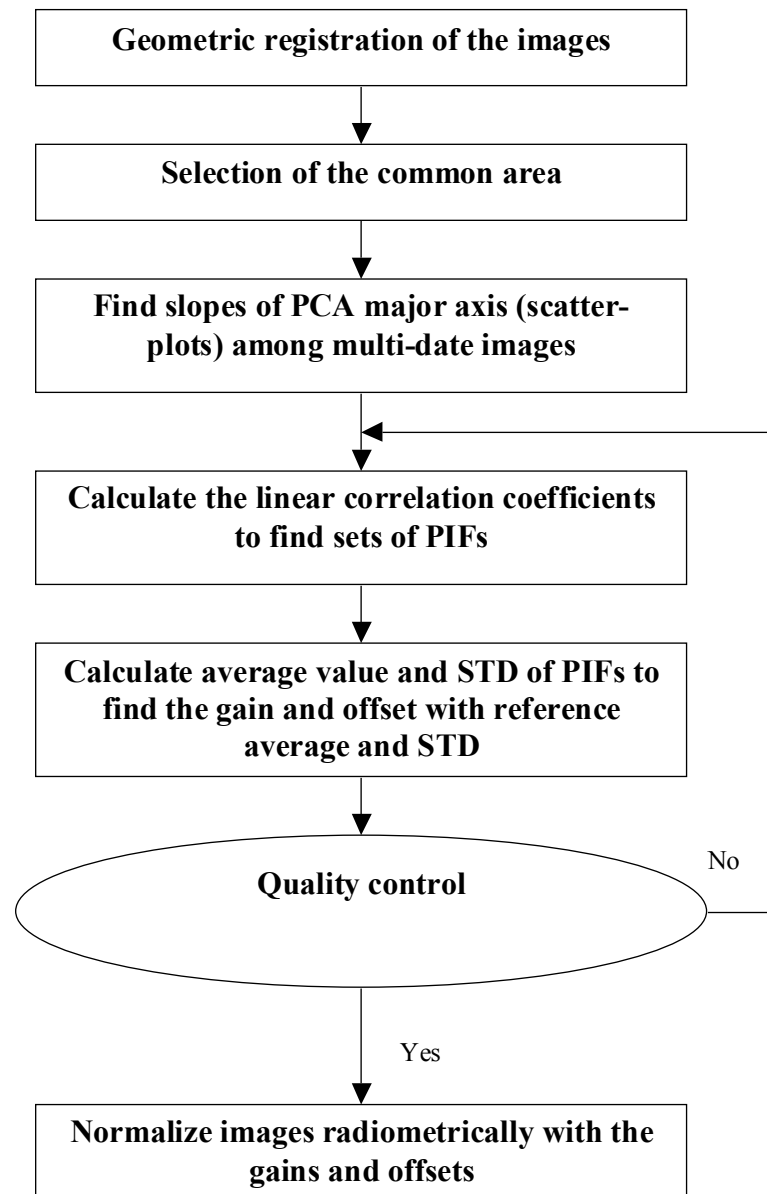 Geometric registration of the images
Selection of the common area
Find slopes of PCA major axis (scatter-
plots) among multi-date images
Calculate the linear correlation coefficients
to find sets of PIFs
Calculate average value and STD of PIFs to
find the gain and offset with reference
average and STD
Quality control
No
Yes
Normalize images radiometrically with the
gains and offsets